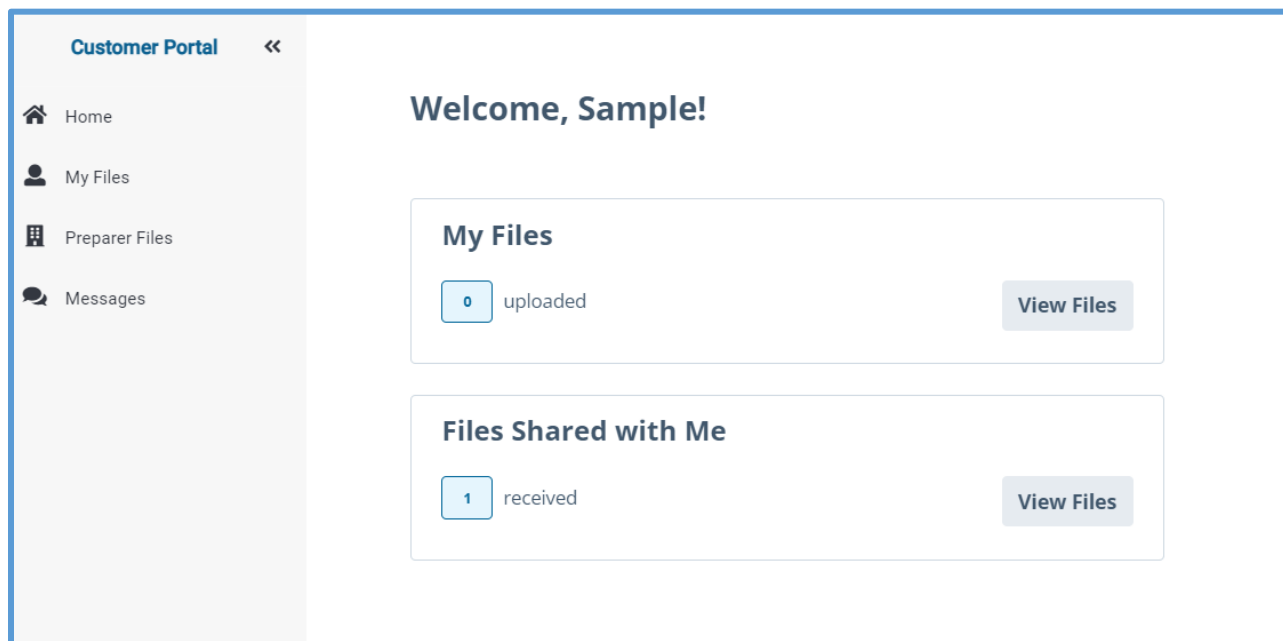 Customer Portal
Home
My Files
Preparer Files
Messages
Welcome, Sample!
My Files
0 uploaded
View Files
Files Shared with Me
1 received
View Files